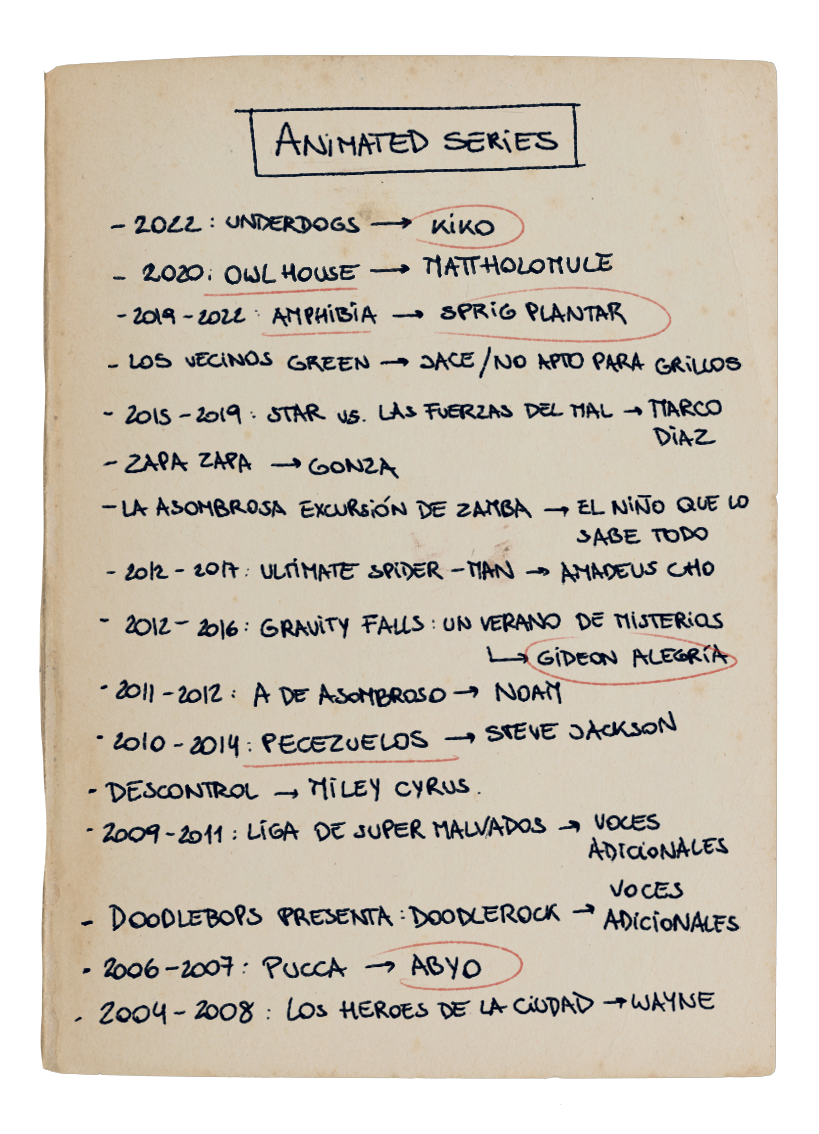 ANIMATED SERIES
- 2022: UNDERDOGS → KIKO
- 2020: OWL HOUSE → MATTHOLOMULE
- 2019-2022: AMPHIBIA → SPRIG PLANTAR
- LOS VECINOS GREEN → JACE/NO APTO PARA GRILLOS
- 2015-2019: STAR VS. LAS FUERZAS DEL MAL → MARCO
DIAZ
- ZAPA ZAPA → GONZA
- LA ASOMBROSA EXCURSIÓN DE ZAMBA → EL NIÑO QUE LO
SABE TODO
- 2012-2017: ULTIMATE SPIDER-MAN → AMADEUS CHO
- 2012-2016: GRAVITY FALLS: UN VERANO DE MISTERIOS
↳ GIDEON ALEGRÍA
- 2011-2012: A DE ASOMBROSO → NOAM
- 2010-2014: PECEZUELOS → STEVE JACKSON
- DESCONTROL → MILEY CYRUS.
- 2009-2011: LIGA DE SUPER MALVADOS → VOCES
ADICIONALES
- DOODLEBOPS PRESENTA: DOODLEROCK → VOCES
ADICIONALES
- 2006-2007: PUCCA → ABYO
- 2004-2008: LOS HEROES DE LA CIUDAD → WAYNE